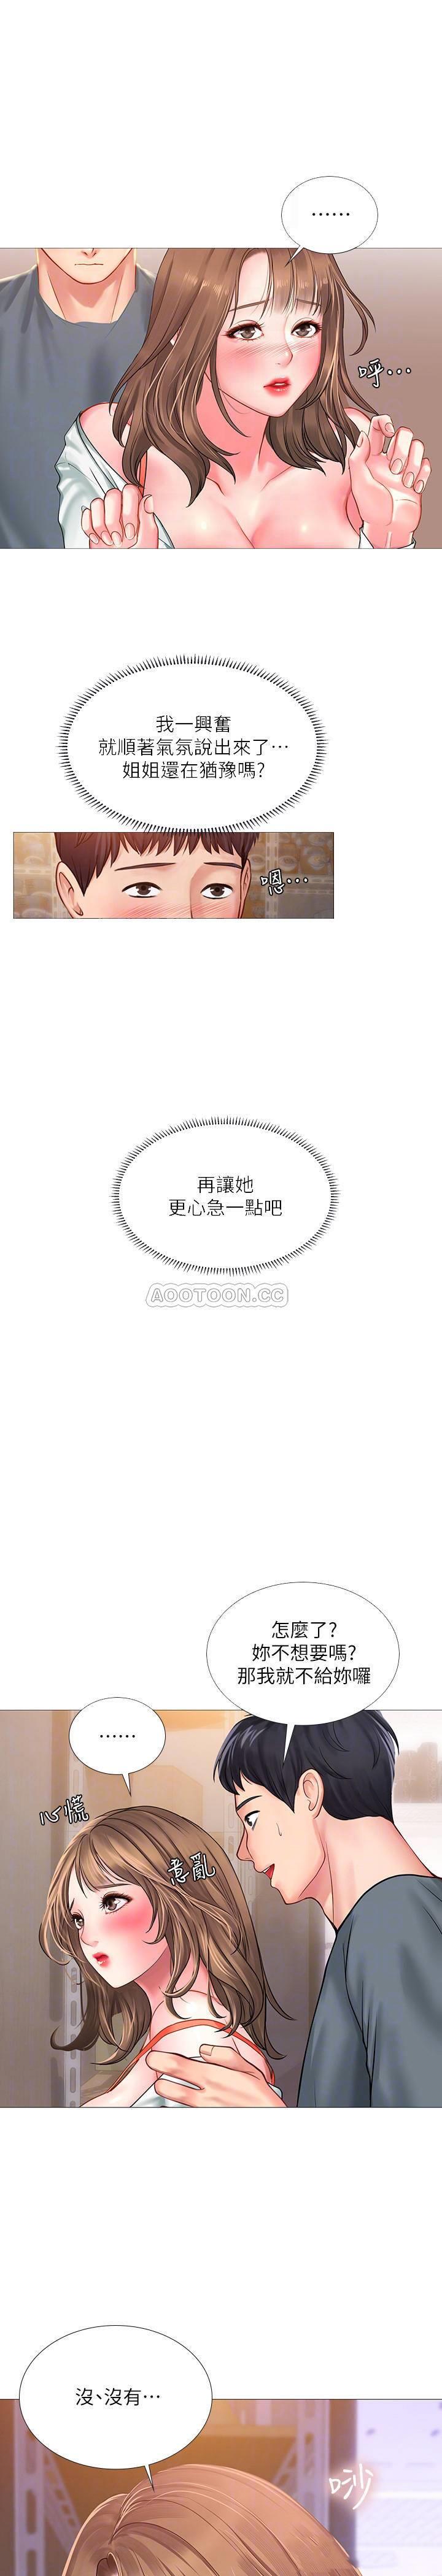 ……
呼…
我一興奮
就順著氣氛說出來了…
姐姐還在猶豫嗎?
嗯…
再讓她
更心急一點吧
AOOTOON.CC
怎麼了?
妳不想要嗎?
那我就不給妳囉
……
心慌
意亂
沒、沒有…
唦